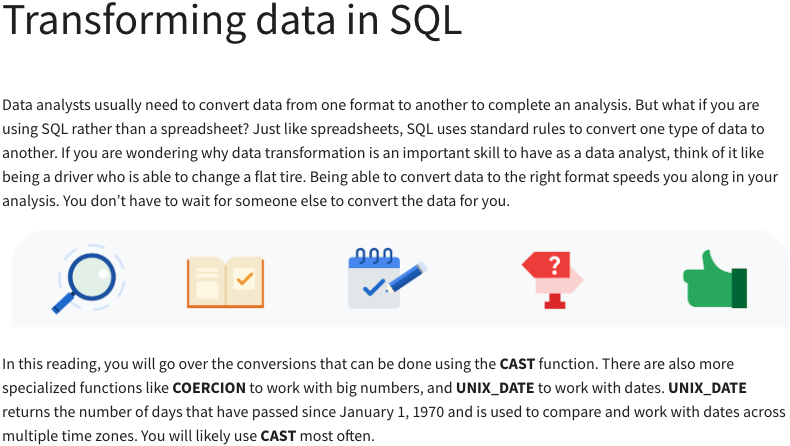 Transforming data in SQL
Data analysts usually need to convert data from one format to another to complete an analysis. But what if you are
using SQL rather than a spreadsheet? Just like spreadsheets, SQL uses standard rules to convert one type of data to
another. If you are wondering why data transformation is an important skill to have as a data analyst, think of it like
being a driver who is able to change a flat tire. Being able to convert data to the right format speeds you along in your
analysis. You don’t have to wait for someone else to convert the data for you.
?
In this reading, you will go over the conversions that can be done using the CAST function. There are also more
specialized functions like COERCION to work with big numbers, and UNIX_DATE to work with dates. UNIX_DATE
returns the number of days that have passed since January 1, 1970 and is used to compare and work with dates across
multiple time zones. You will likely use CAST most often.